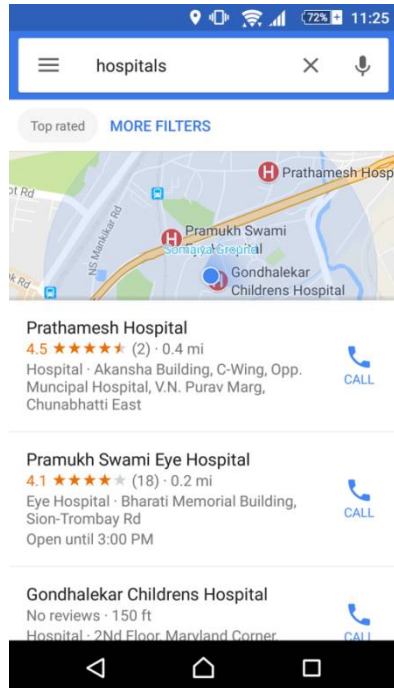 72% 11:25
hospitals
Top rated MORE FILTERS
Prathamesh Hosp
ot Rd
NS Mankikar Rd
Pramukh Swami
Somaiya Ground
Gondhalekar
Childrens Hospital
k Rd
Prathamesh Hospital
4.5 ★★★★★ (2) · 0.4 mi
Hospital · Akansha Building, C-Wing, Opp.
Muncipal Hospital, V.N. Purav Marg,
Chunabhatti East
CALL
Pramukh Swami Eye Hospital
4.1 ★★★★★ (18) · 0.2 mi
Eye Hospital · Bharati Memorial Building,
Sion-Trombay Rd
Open until 3:00 PM
CALL
Gondhalekar Childrens Hospital
No reviews · 150 ft
Hospital · 2Nd Floor, Maryland Corner,
CALL